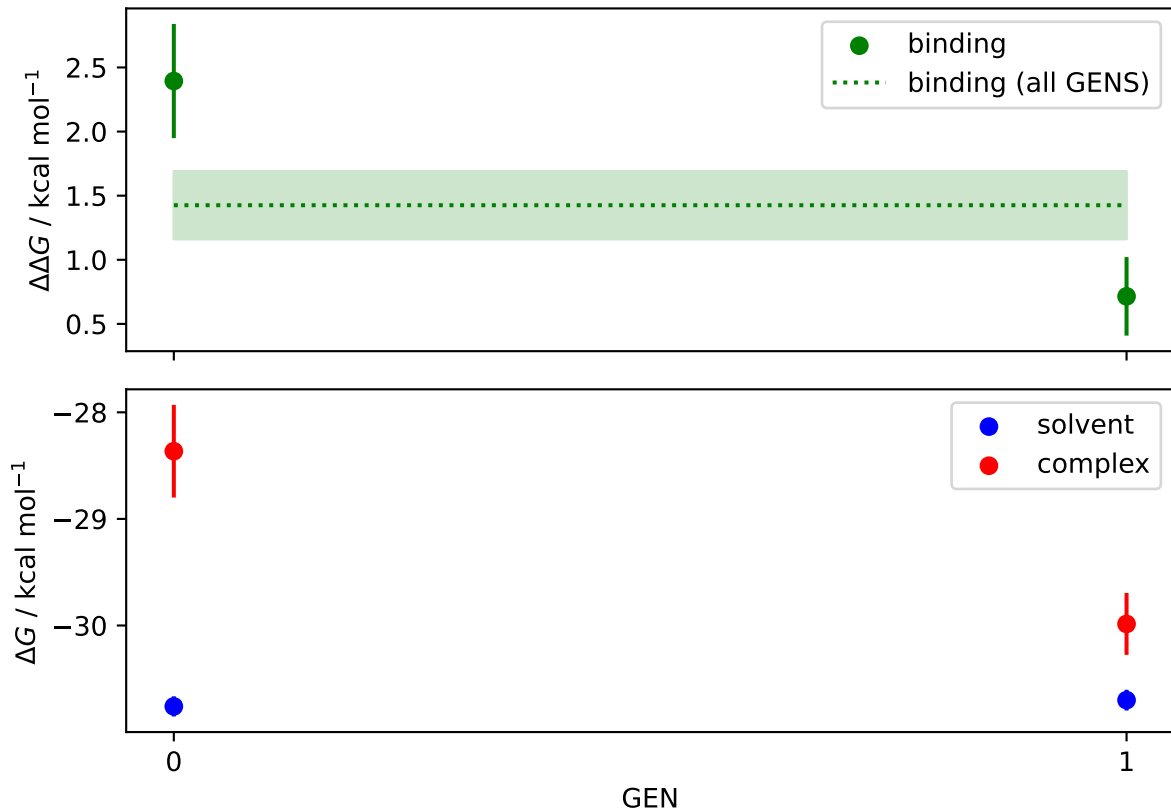 binding
binding (all GENS)
ΔΔG / kcal mol⁻¹
2.5
2.0
1.5
1.0
0.5
solvent
complex
ΔG / kcal mol⁻¹
−28
−29
−30
0
1
GEN